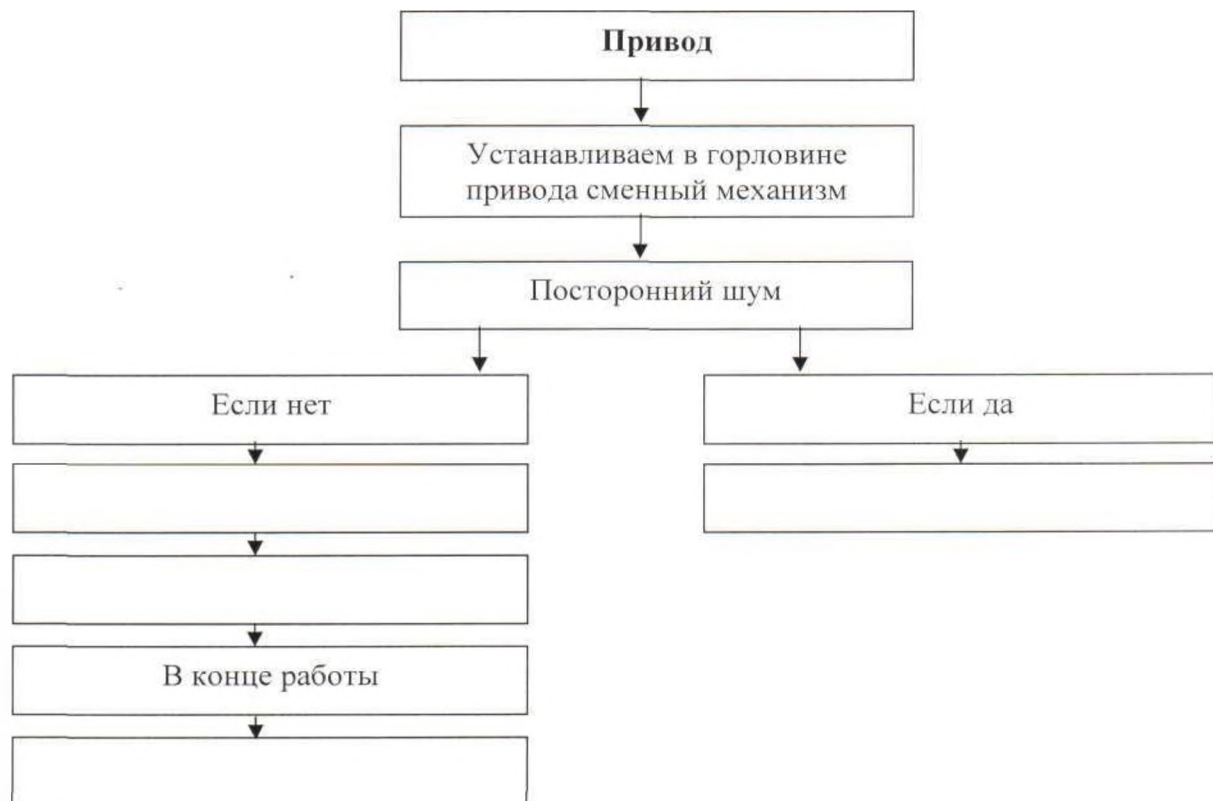 Привод
Устанавливаем в горловине
привода сменный механизм
Посторонний шум
Если нет
Если да
В конце работы